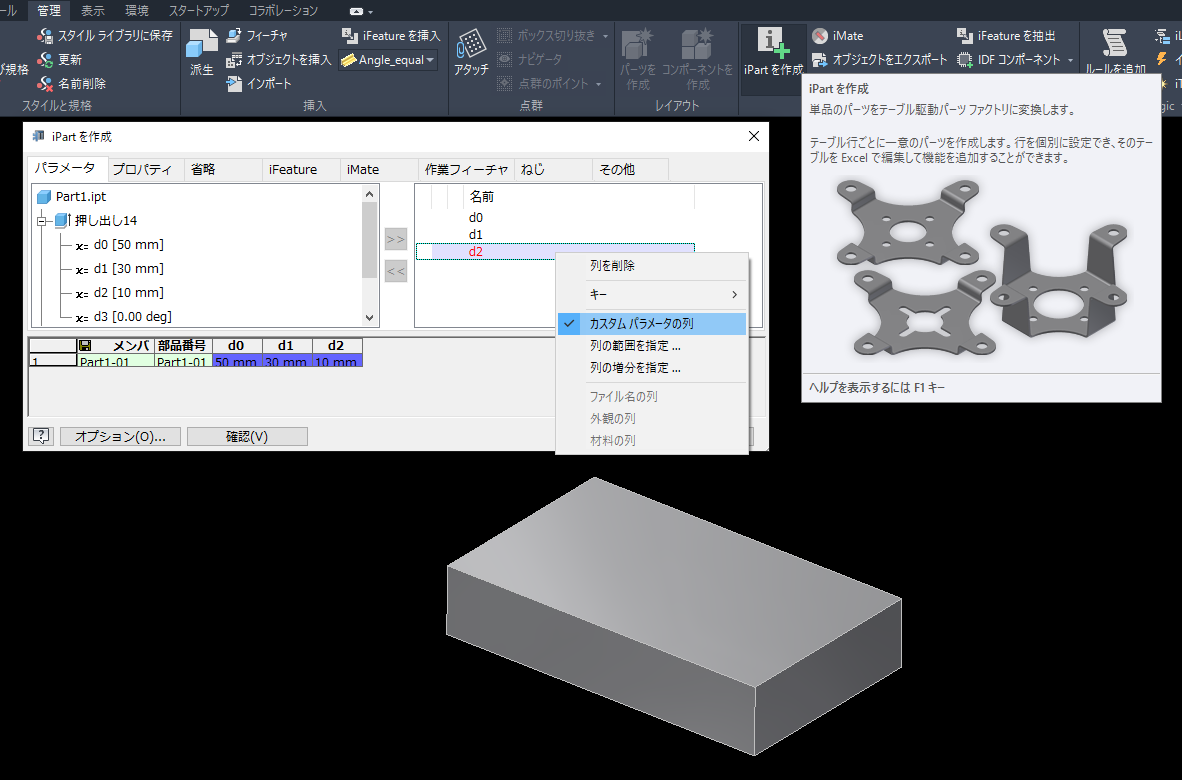 ール 管理 表示 環境 スタートアップ コラボレーション
スタイル ライブラリに保存
更新
び規格
名前削除
スタイルと規格
派生
フィーチャ
オブジェクトを挿入
インポート
iFeature を挿入
Angle_equal
挿入
アタッチ
ボックス切り抜き
ナビゲータ
点群のポイント
点群
パーツを
作成
コンポーネントを
作成
レイアウト
iPart を作成
iMate
オブジェクトをエクスポート
iFeature を抽出
IDF コンポーネント
ルールを追加
iPart を作成
単品のパーツをテーブル駆動パーツ ファクトリに変換します。
テーブル行ごとに一意のパーツを作成します。行を個別に設定でき、そのテー
ブルを Excel で編集して機能を追加することができます。
ヘルプを表示するには F1 キー
iPart を作成
パラメータ プロパティ 省略 iFeature iMate 作業フィーチャ ねじ その他
Part1.ipt
押し出し14
d0 [50 mm]
d1 [30 mm]
d2 [10 mm]
d3 [0.00 deg]
>>
<<
名前
d0
d1
d2
列を削除
キー
カスタム パラメータの列
列の範囲を指定 ...
列の増分を指定 ...
ファイル名の列
外観の列
材料の列
メンバ 部品番号 d0 d1 d2
1 Part1-01 Part1-01 50 mm 30 mm 10 mm
? オプション(O)... 確認(V)